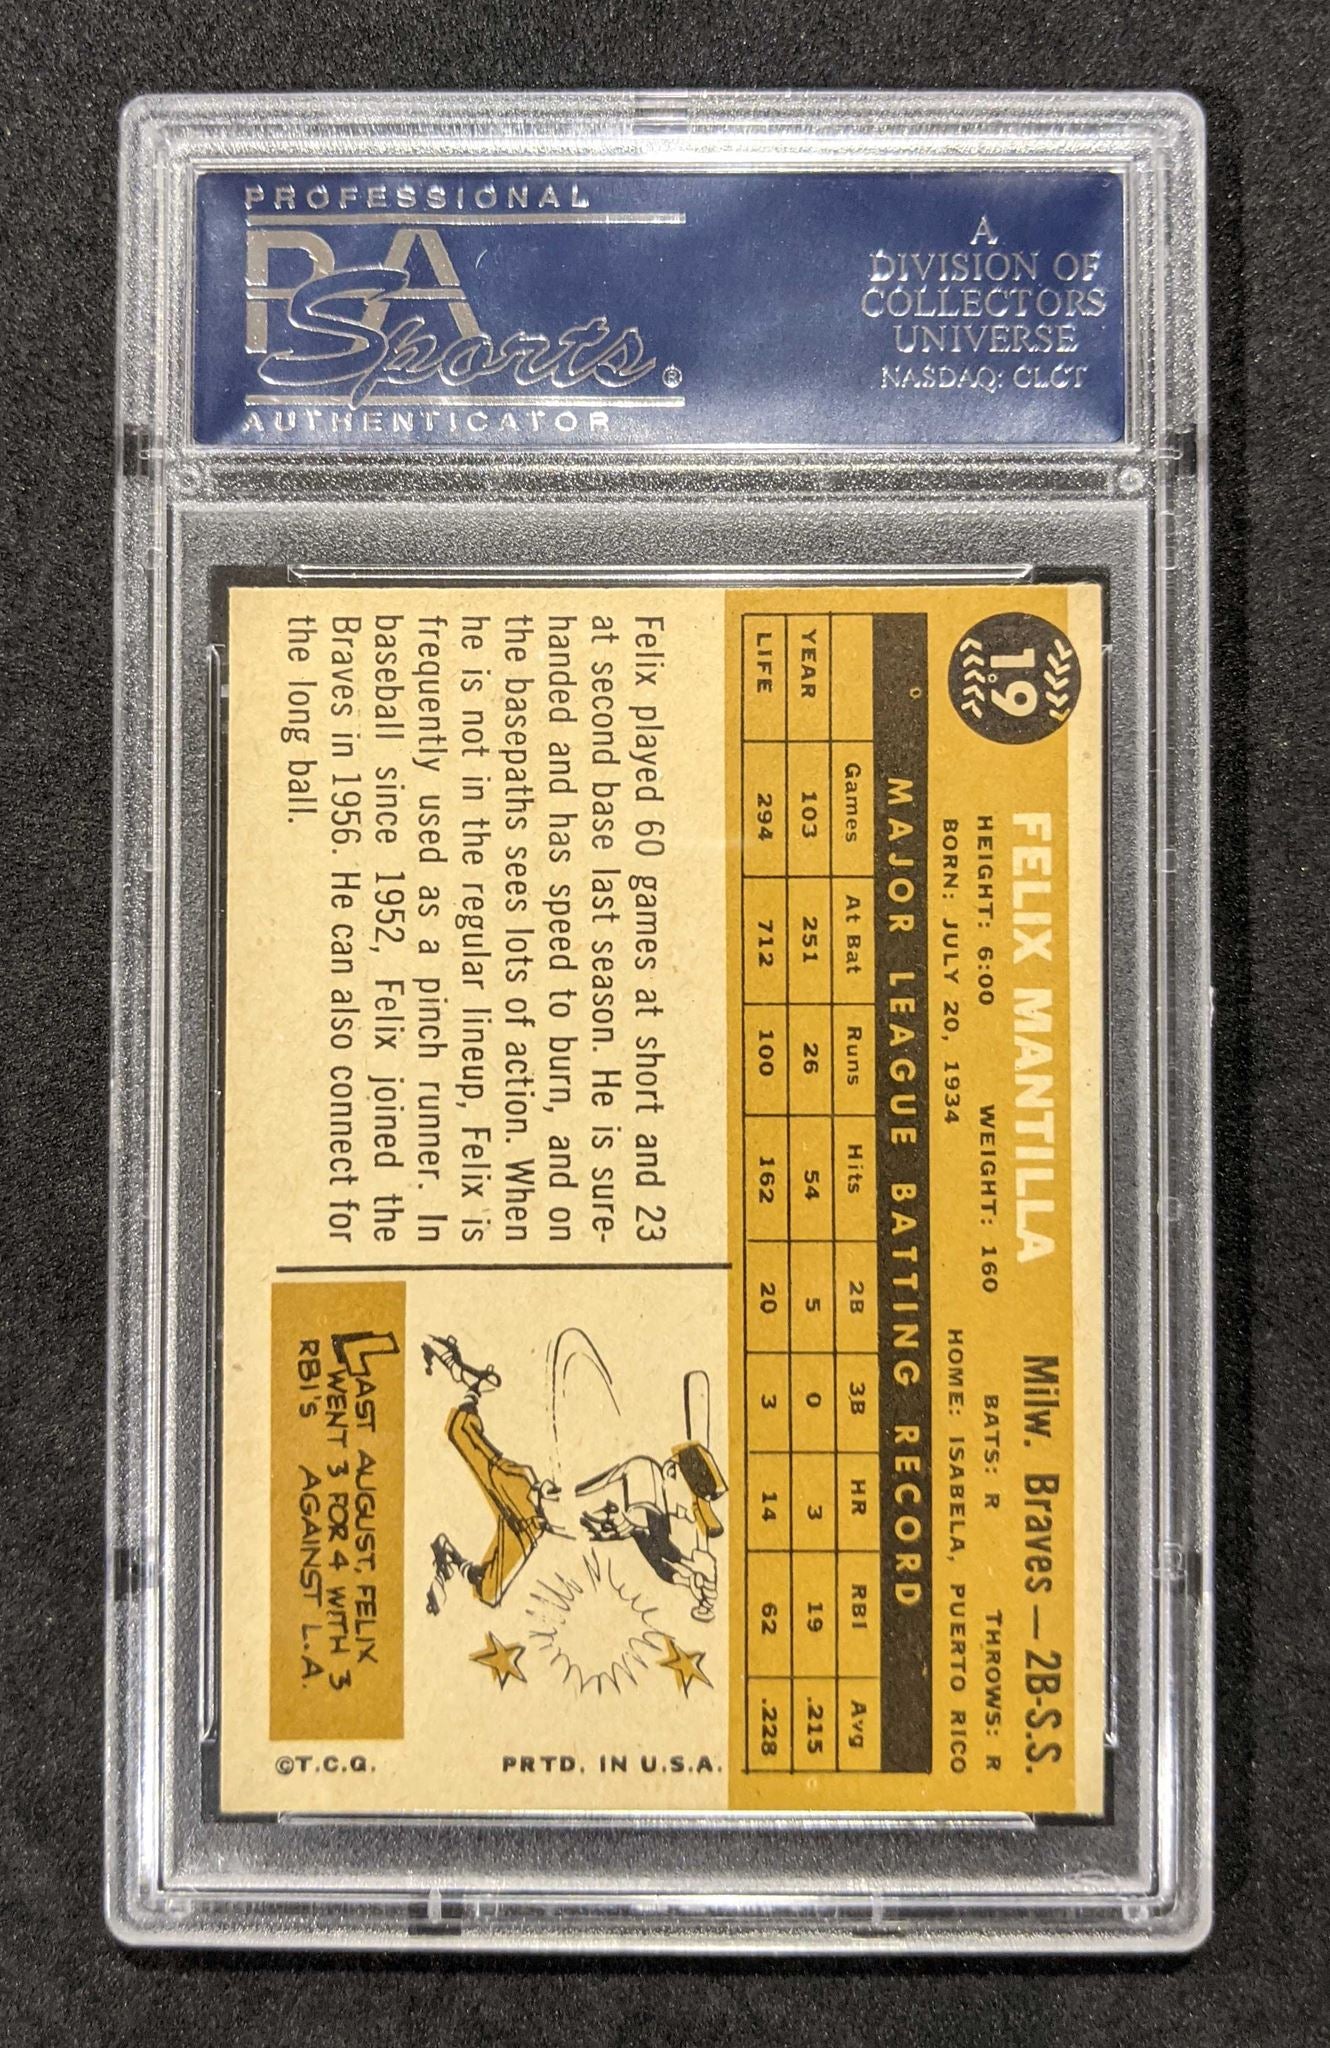 PROFESSIONAL
PSA
Sports®
AUTHENTICATOR
A
DIVISION OF
COLLECTORS
UNIVERSE
NASDAQ: CLCT
19
FELIX MANTILLA Milw. Braves—2B-S.S.
HEIGHT: 6:00 WEIGHT: 160 BATS: R THROWS: R
BORN: JULY 20, 1934 HOME: ISABELA, PUERTO RICO
MAJOR LEAGUE BATTING RECORD
Games At Bat Runs Hits 2B 3B HR RBI Avg
YEAR 103 251 26 54 5 0 3 19 .215
LIFE 294 712 100 162 20 3 14 62 .228
Felix played 60 games at short and 23
at second base last season. He is sure-
handed and has speed to burn, and on
the basepaths sees lots of action. When
he is not in the regular lineup, Felix is
frequently used as a pinch runner. In
baseball since 1952, Felix joined the
Braves in 1956. He can also connect for
the long ball.
LAST AUGUST, FELIX
WENT 3 FOR 4 WITH 3
RBI'S AGAINST L.A.
PRTD. IN U.S.A.
©T.C.G.